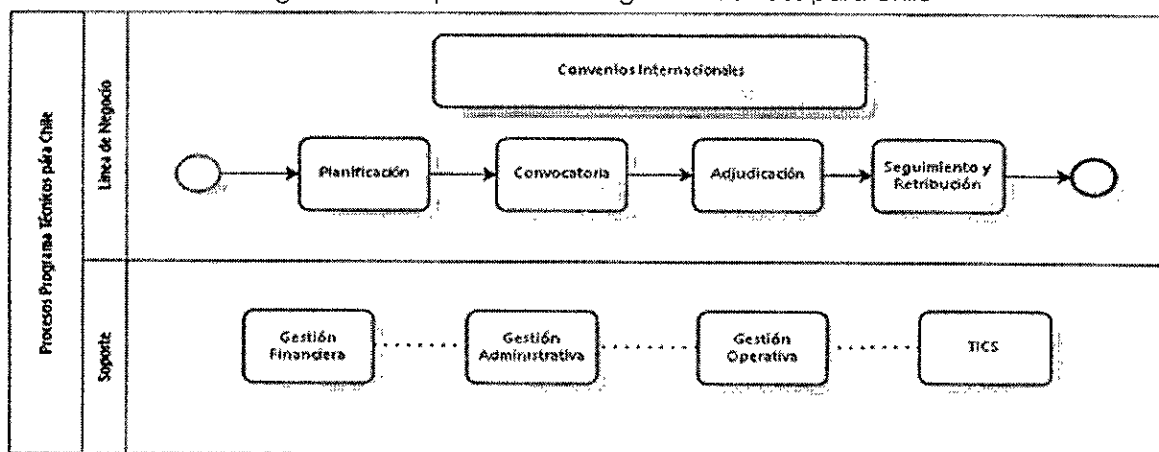 Procesos Programa Técnicos pára Chile
Línea de Negocio
Convenios Internacionales
Planificación
Convocatoria
Adjudicación
Seguimiento y
Retribución
Soporte
Gestión
Financiera
Gestión
Administrativa
Gestión
Operativa
TICS